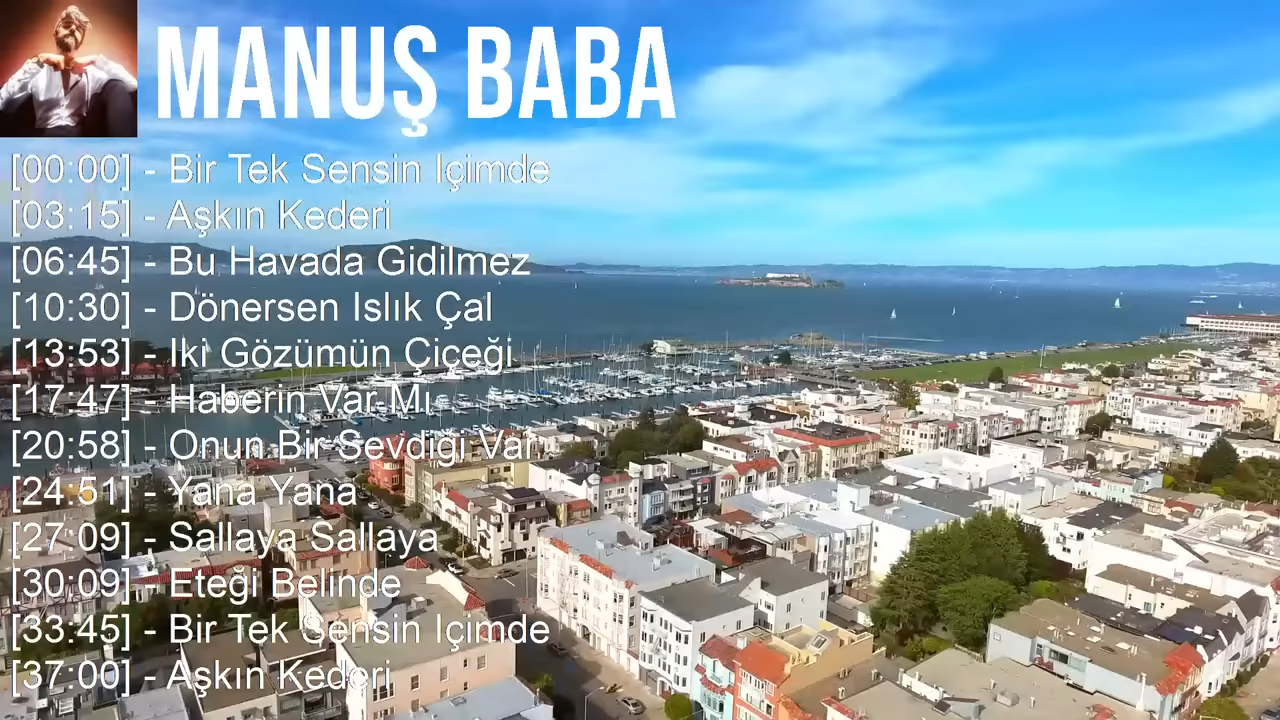 MANUŞ BABA
[00:00] - Bir Tek Sensin Içimde
[03:15] - Aşkın Kederi
[06:45] - Bu Havada Gidilmez
[10:30] - Dönersen Islık Çal
[13:53] - Iki Gözümün Çiçeği
[17:47] - Haberin Var Mı
[20:58] - Onun Bir Sevdiği Var
[24:51] - Yana Yana
[27:09] - Sallaya Sallaya
[30:09] - Eteği Belinde
[33:45] - Bir Tek Sensin Içimde
[37:00] - Aşkın Kederi